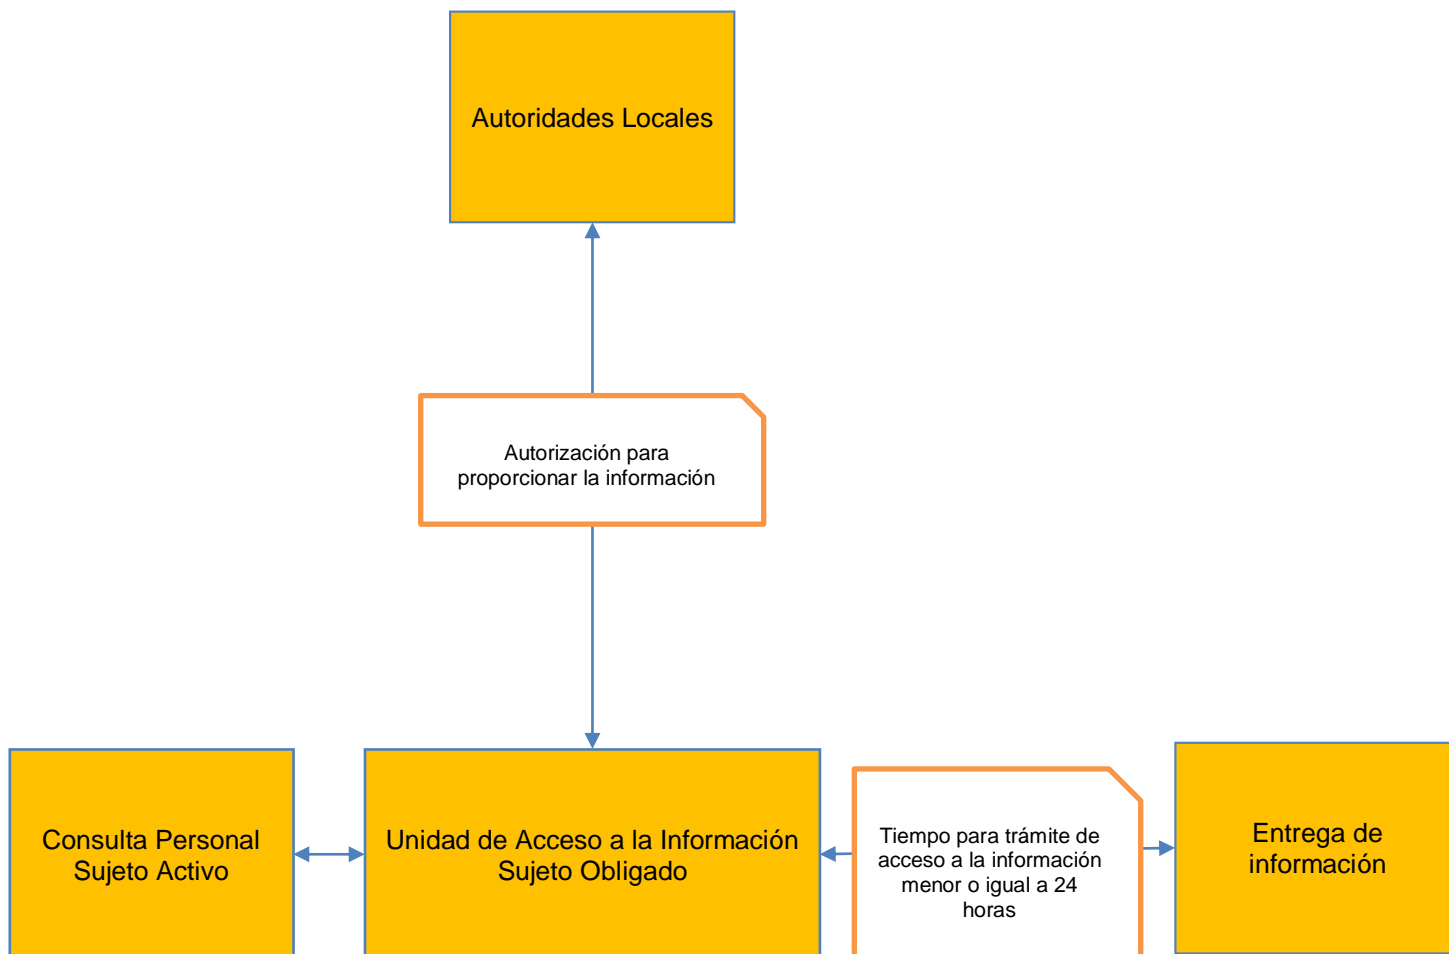 Autoridades Locales
Autorización para
proporcionar la información
Consulta Personal
Sujeto Activo
Unidad de Acceso a la Información
Sujeto Obligado
Tiempo para trámite de
acceso a la información
menor o igual a 24
horas
Entrega de
información